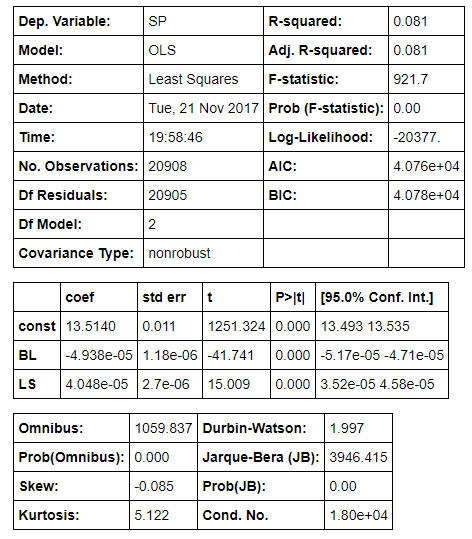 Dep. Variable: SP R-squared: 0.081
Model: OLS Adj. R-squared: 0.081
Method: Least Squares F-statistic: 921.7
Date: Tue, 21 Nov 2017 Prob (F-statistic): 0.00
Time: 19:58:46 Log-Likelihood: -20377.
No. Observations: 20908 AIC: 4.076e+04
Df Residuals: 20905 BIC: 4.078e+04
Df Model: 2
Covariance Type: nonrobust
coef std err t P>|t| [95.0% Conf. Int.]
const 13.5140 0.011 1251.324 0.000 13.493 13.535
BL -4.938e-05 1.18e-06 -41.741 0.000 -5.17e-05 -4.71e-05
LS 4.048e-05 2.7e-06 15.009 0.000 3.52e-05 4.58e-05
Omnibus: 1059.837 Durbin-Watson: 1.997
Prob(Omnibus): 0.000 Jarque-Bera (JB): 3946.415
Skew: -0.085 Prob(JB): 0.00
Kurtosis: 5.122 Cond. No. 1.80e+04